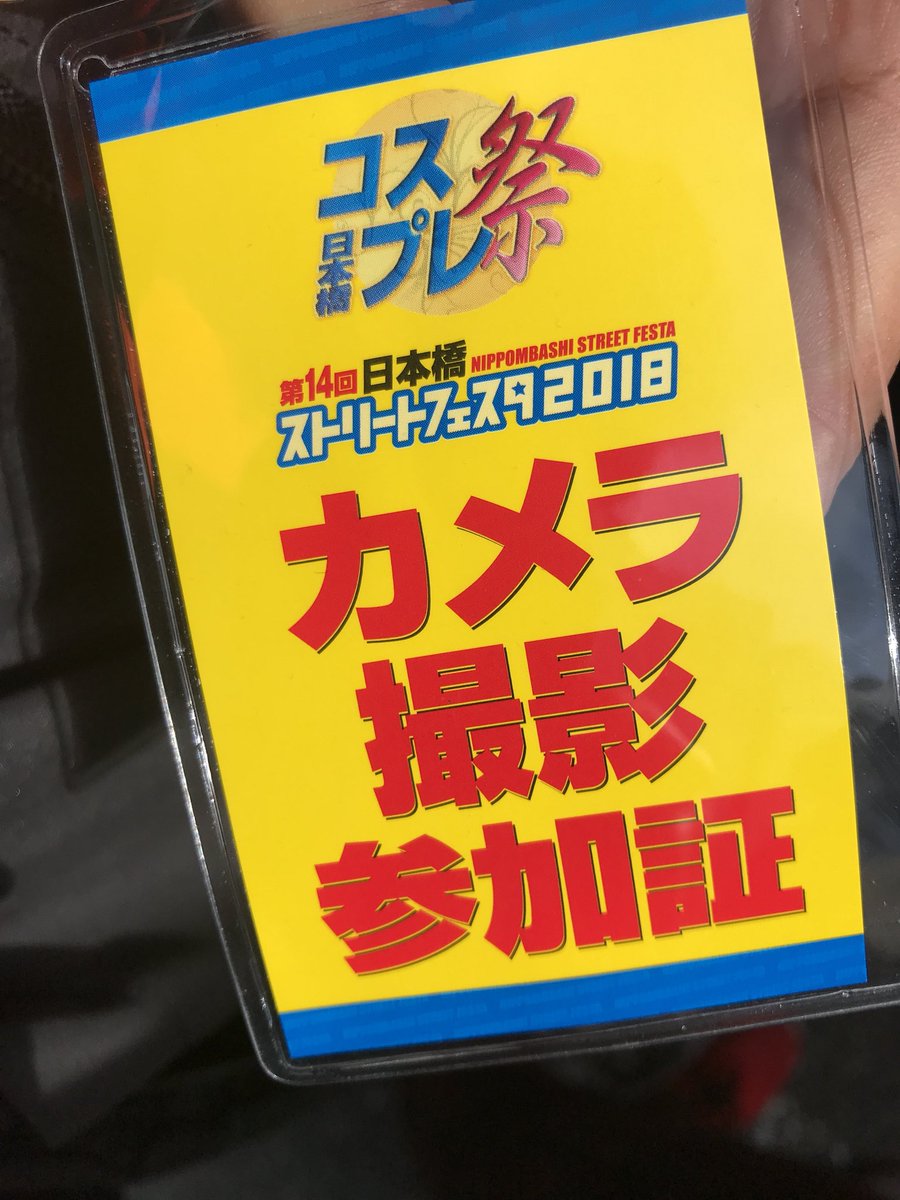 コス
プレ
祭
日本橋
第14回 日本橋 NIPPOMBASHI STREET FESTA
ストリートフェスタ2018
カメラ
撮影
参加証